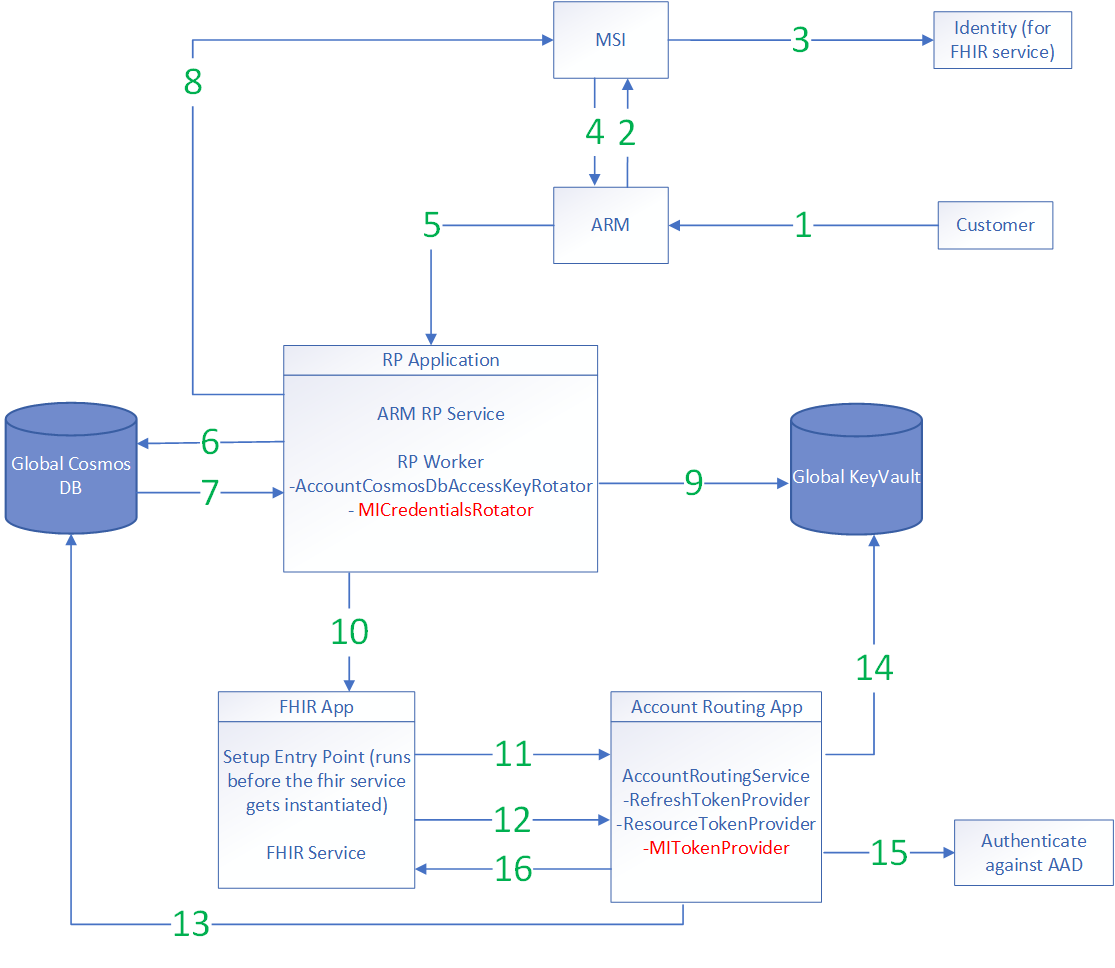 MSI
3
Identity (for
FHIR service)
8
4
2
5
ARM
1
Customer
RP Application
ARM RP Service
RP Worker
-AccountCosmosDbAccessKeyRotator
- MICredentialsRotator
Global Cosmos
DB
6
7
9
Global KeyVault
10
14
FHIR App
Setup Entry Point (runs
before the fhir service
gets instantiated)
FHIR Service
11
12
16
Account Routing App
AccountRoutingService
-RefreshTokenProvider
-ResourceTokenProvider
-MITokenProvider
15
Authenticate
against AAD
13